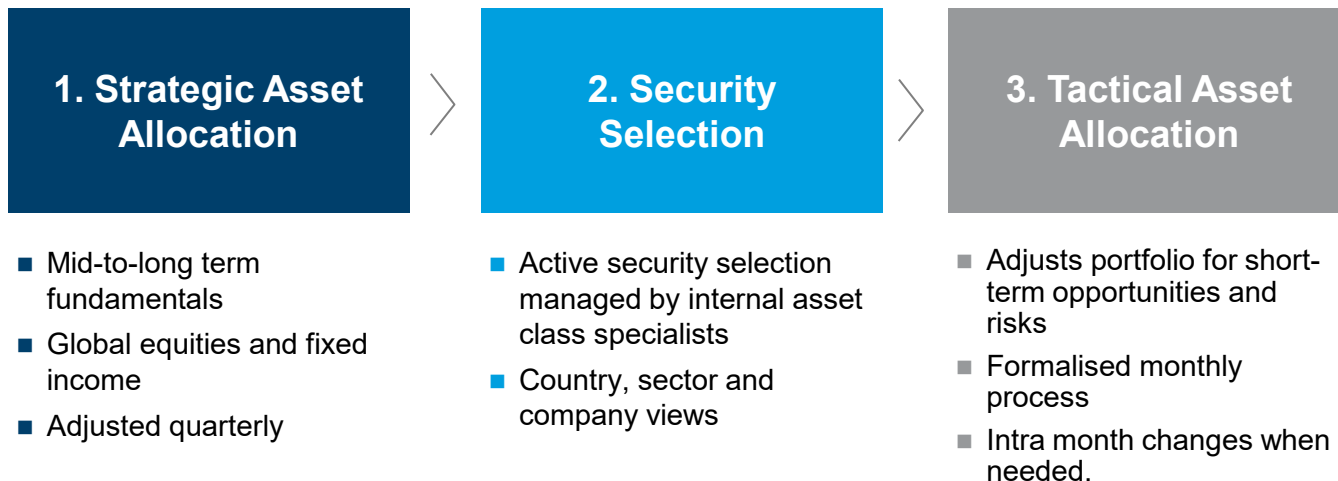 1. Strategic Asset
Allocation
2. Security
Selection
3. Tactical Asset
Allocation
■ Mid-to-long term
fundamentals
■ Global equities and fixed
income
■ Adjusted quarterly
■ Active security selection
managed by internal asset
class specialists
■ Country, sector and
company views
■ Adjusts portfolio for short-
term opportunities and
risks
■ Formalised monthly
process
■ Intra month changes when
needed.